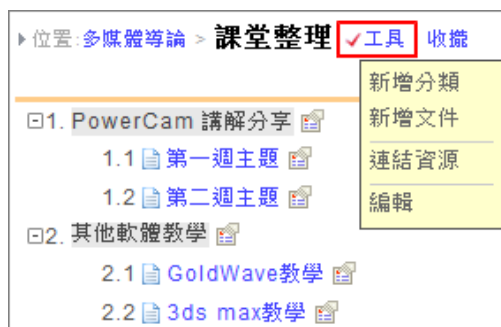 位置:多媒體導論 > 課堂整理 工具 收攏
新增分類
新增文件
連結資源
編輯
1. PowerCam 講解分享
1.1 第一週主題
1.2 第二週主題
2. 其他軟體教學
2.1 GoldWave教學
2.2 3ds max教學